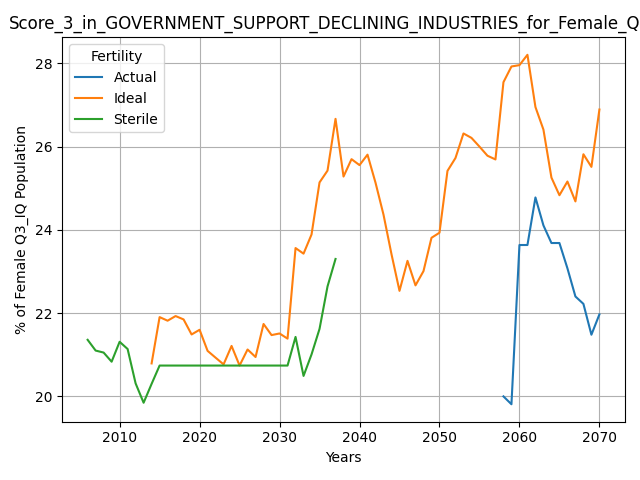 Score_3_in_GOVERNMENT_SUPPORT_DECLINING_INDUSTRIES_for_Female_Q
Fertility
Actual
Ideal
Sterile
% of Female Q3_IQ Population
28
26
24
22
20
2010 2020 2030 2040 2050 2060 2070
Years